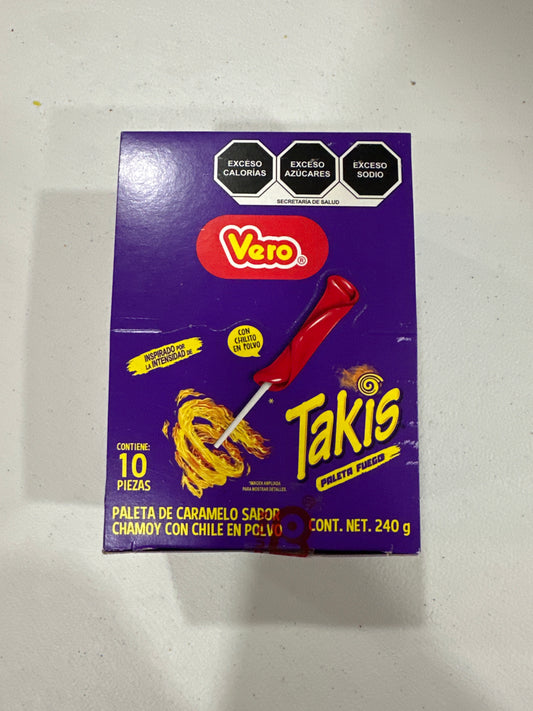 EXCESO
CALORÍAS
EXCESO
AZÚCARES
EXCESO
SODIO
SECRETARÍA DE SALUD
Vero®
CON
CHILITO
EN POLVO
INSPIRADO POR
LA INTENSIDAD DE
Takis
PALETA FUEGO
CONTIENE:
10
PIEZAS
*IMAGEN AMPLIADA
PARA MOSTRAR DETALLES.
PALETA DE CARAMELO SABOR
CHAMOY CON CHILE EN POLVO
CONT. NET. 240 g